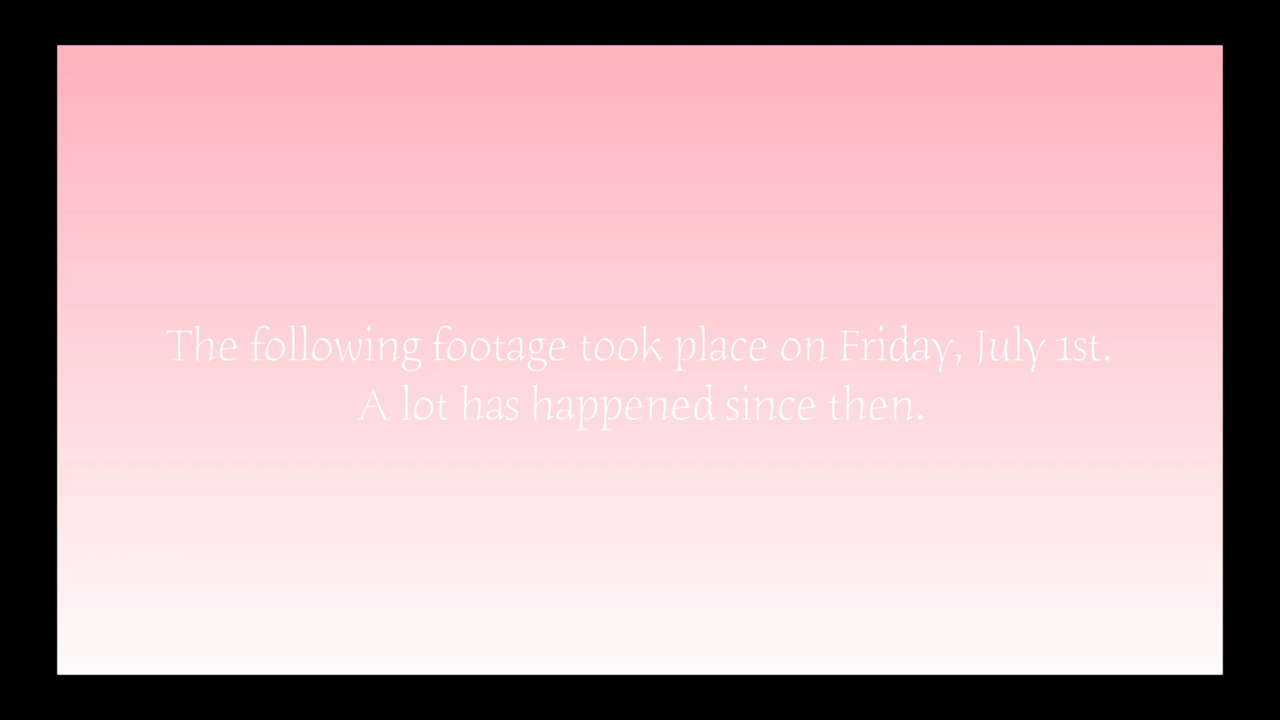 The following footage took place on Friday, July 1st.
A lot has happened since then.